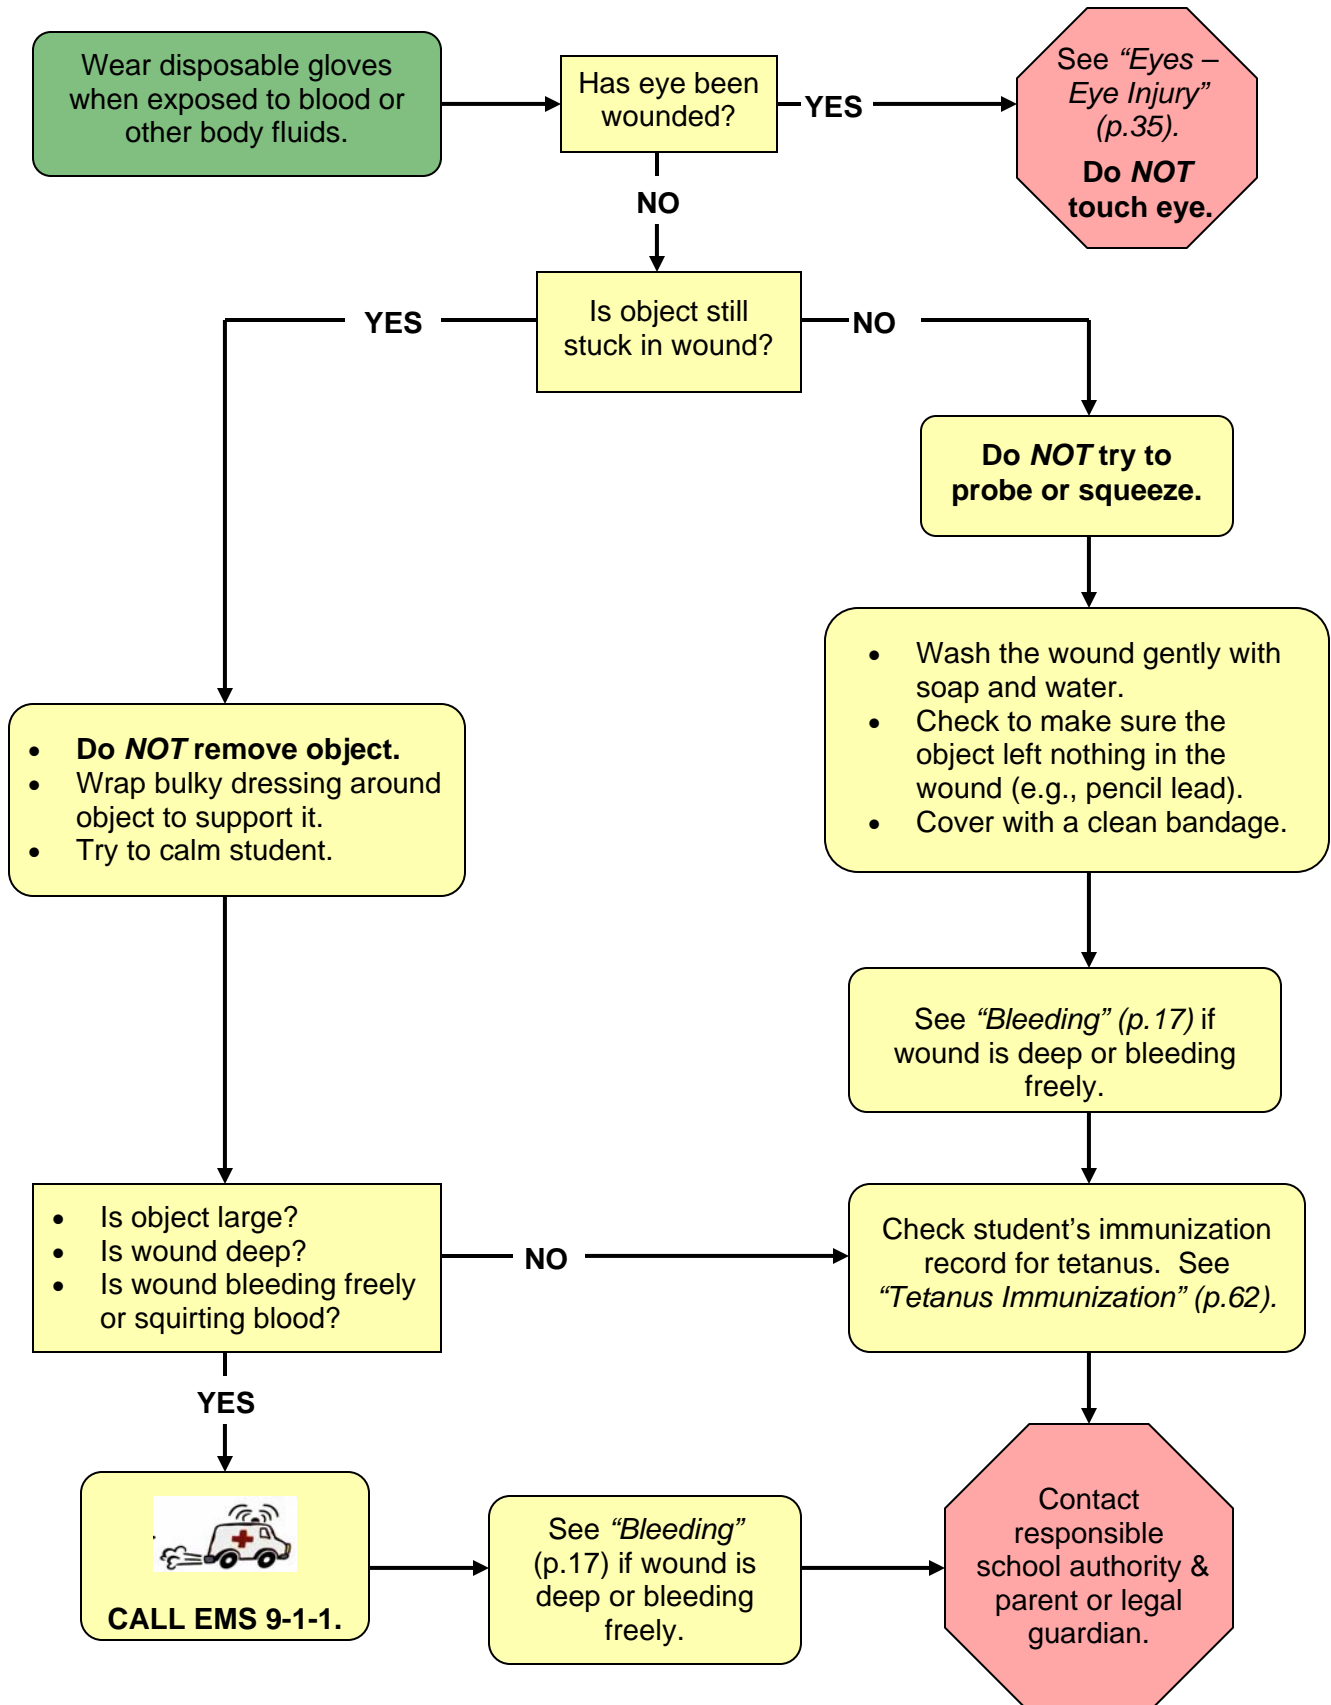 Wear disposable gloves
when exposed to blood or
other body fluids.
Has eye been
wounded?
YES
See “Eyes –
Eye Injury”
(p.35).
Do NOT
touch eye.
NO
Is object still
stuck in wound?
YES
NO
Do NOT try to
probe or squeeze.
• Wash the wound gently with
soap and water.
• Check to make sure the
object left nothing in the
wound (e.g., pencil lead).
• Cover with a clean bandage.
• Do NOT remove object.
• Wrap bulky dressing around
object to support it.
• Try to calm student.
See “Bleeding” (p.17) if
wound is deep or bleeding
freely.
• Is object large?
• Is wound deep?
• Is wound bleeding freely
or squirting blood?
NO
Check student’s immunization
record for tetanus. See
“Tetanus Immunization” (p.62).
YES
CALL EMS 9-1-1.
See “Bleeding”
(p.17) if wound is
deep or bleeding
freely.
Contact
responsible
school authority &
parent or legal
guardian.